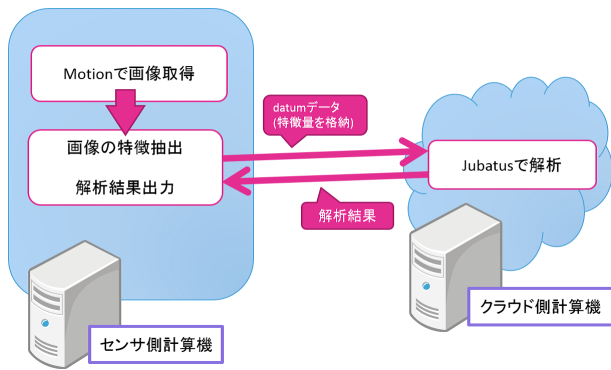 Motionで画像取得
画像の特徴抽出
解析結果出力
datumデータ
(特徴量を格納)
Jubatusで解析
解析結果
センサ側計算機
クラウド側計算機